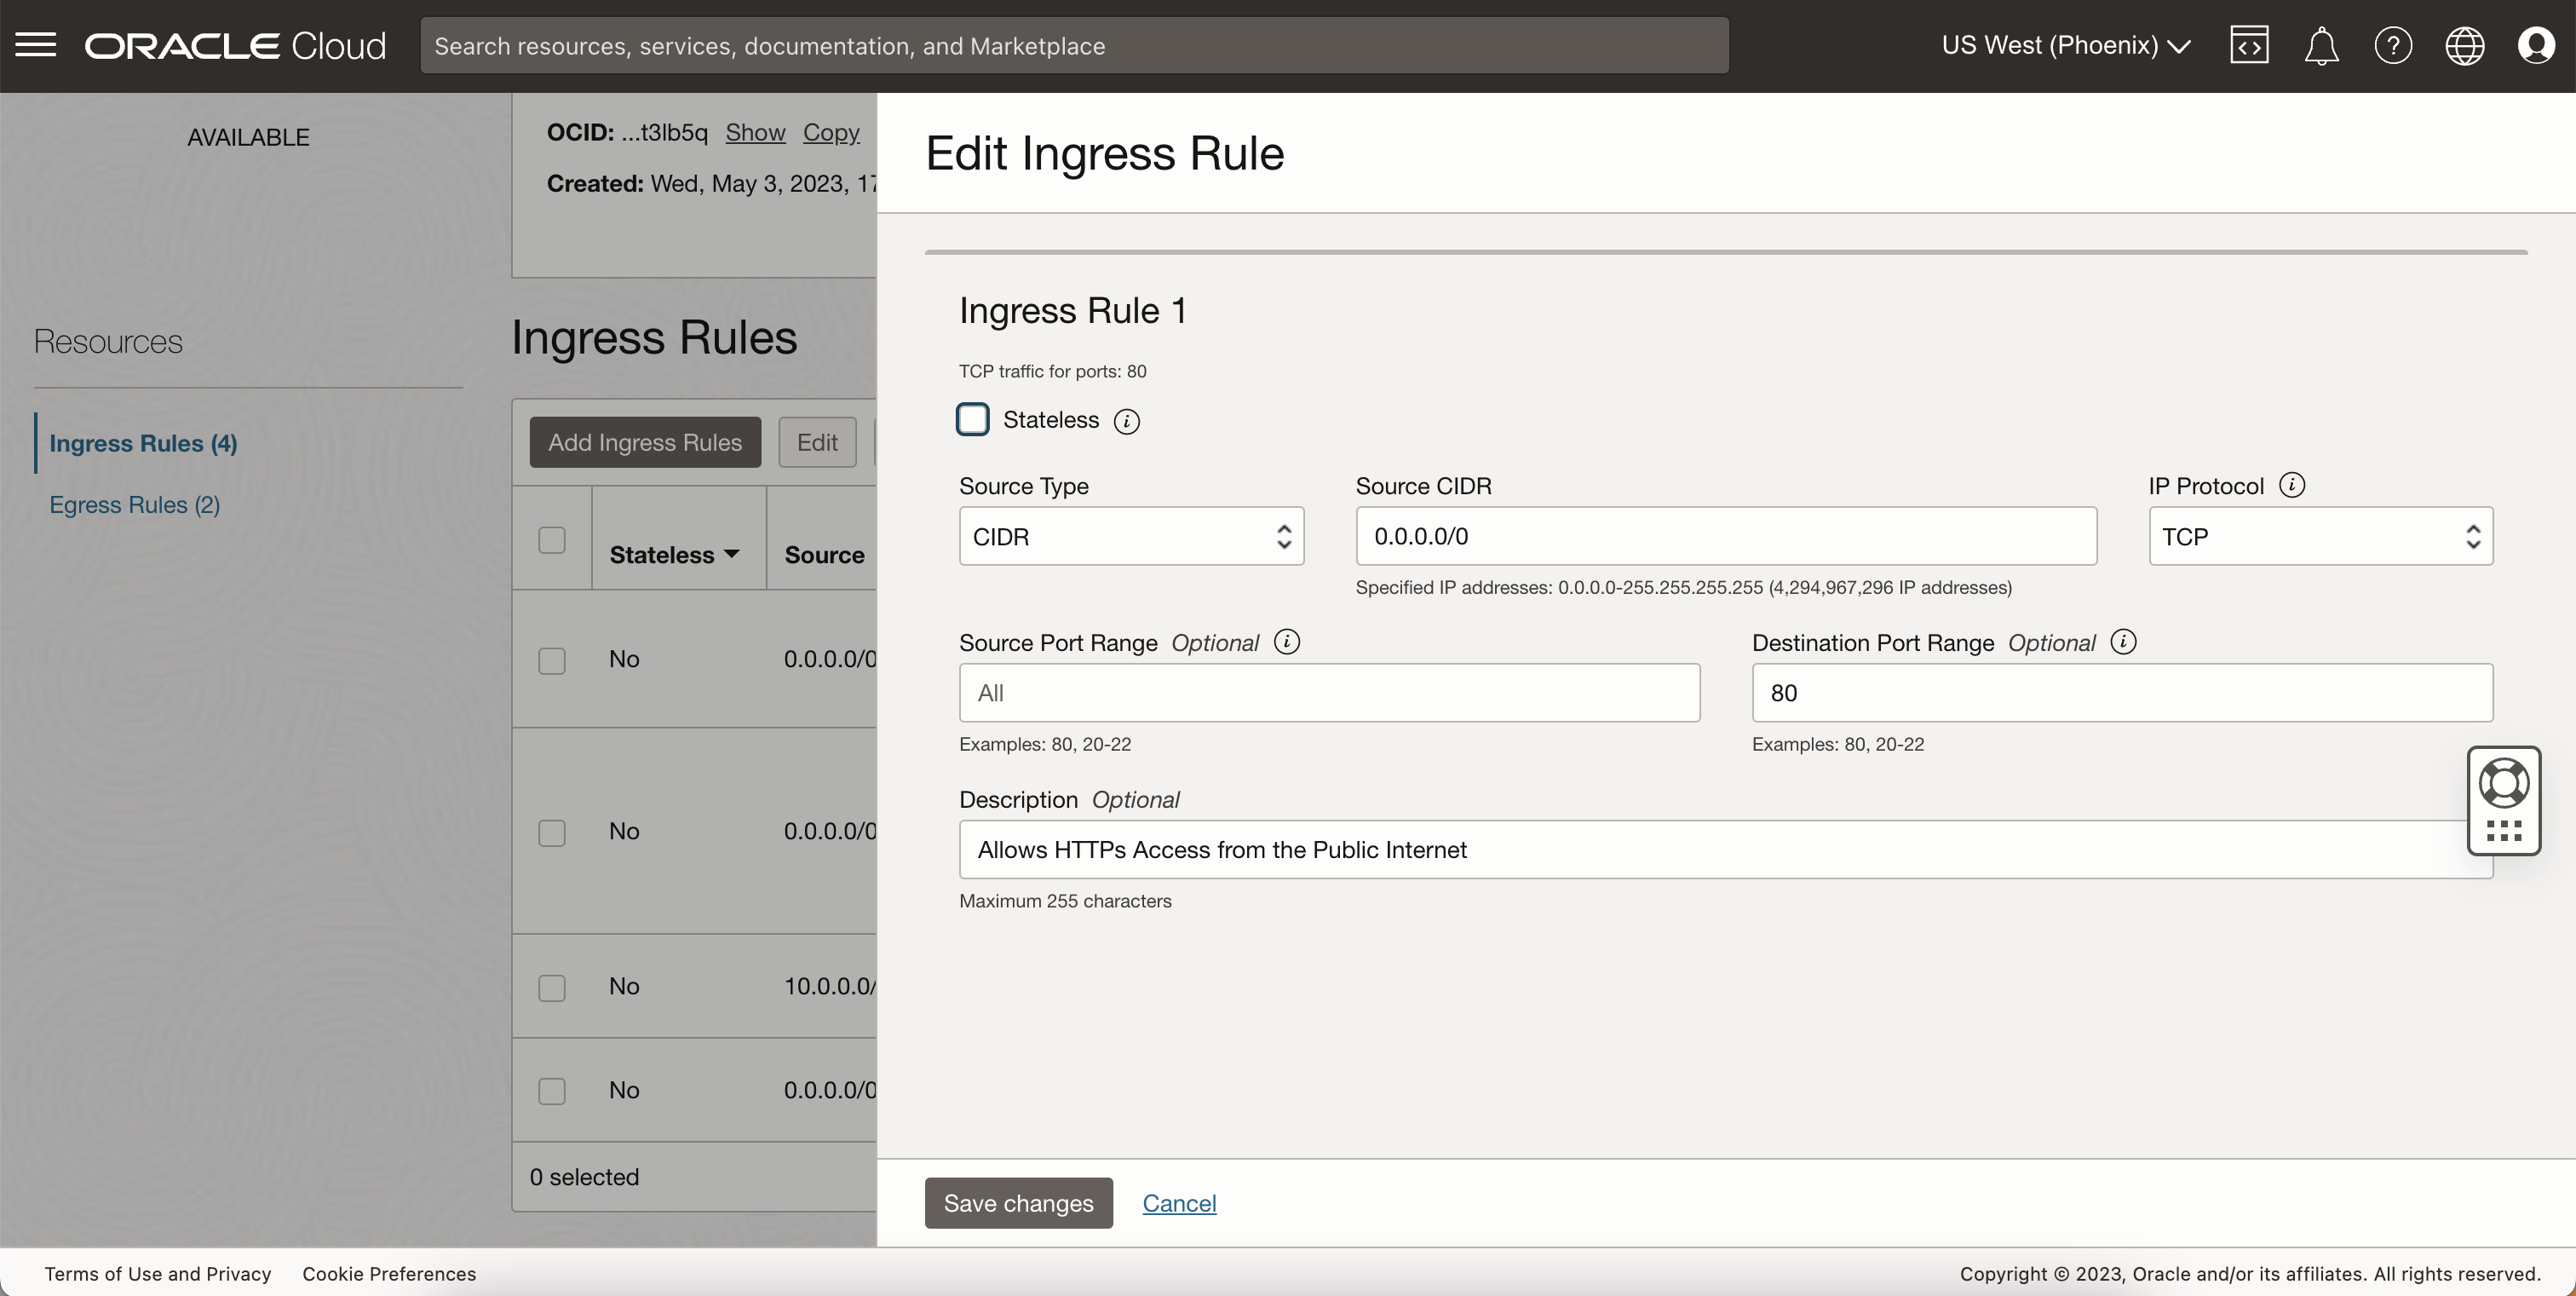 ORACLE Cloud
Search resources, services, documentation, and Marketplace
US West (Phoenix)
AVAILABLE
OCID: ...t3lb5q Show Copy
Created: Wed, May 3, 2023, 17
Resources
Ingress Rules (4)
Egress Rules (2)
Ingress Rules
Add Ingress Rules Edit
Stateless Source
No 0.0.0.0/0
No 0.0.0.0/0
No 10.0.0.0/
No 0.0.0.0/0
0 selected
Edit Ingress Rule
Ingress Rule 1
TCP traffic for ports: 80
Stateless
Source Type Source CIDR IP Protocol
CIDR 0.0.0.0/0 TCP
Specified IP addresses: 0.0.0.0-255.255.255.255 (4,294,967,296 IP addresses)
Source Port Range Optional Destination Port Range Optional
All 80
Examples: 80, 20-22 Examples: 80, 20-22
Description Optional
Allows HTTPs Access from the Public Internet
Maximum 255 characters
Save changes Cancel
Terms of Use and Privacy Cookie Preferences
Copyright © 2023, Oracle and/or its affiliates. All rights reserved.